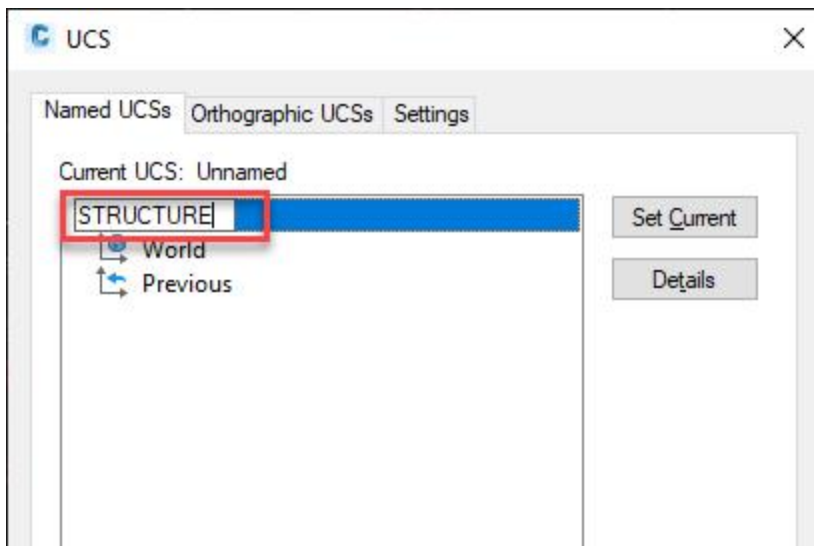 UCS
Named UCSs Orthographic UCSs Settings
Current UCS: Unnamed
STRUCTURE
World
Previous
Set Current
Details